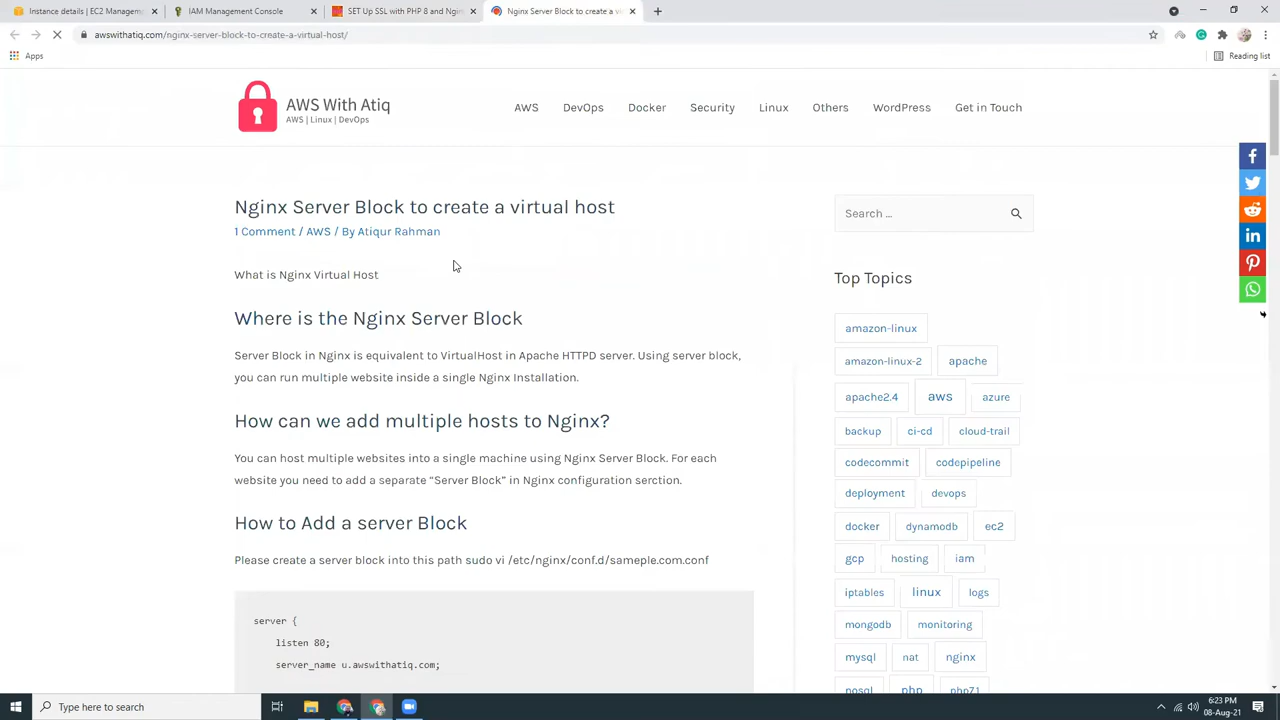 Instance details | EC2 Managem
IAM Management Console
SET Up SSL with PHP 8 and Ngin
Nginx Server Block to create a vi
awswithatiq.com/nginx-server-block-to-create-a-virtual-host/
Apps
Reading list
AWS With Atiq
AWS | Linux | DevOps
AWS
DevOps
Docker
Security
Linux
Others
WordPress
Get in Touch
Nginx Server Block to create a virtual host
1 Comment / AWS / By Atiqur Rahman
What is Nginx Virtual Host
Where is the Nginx Server Block
Server Block in Nginx is equivalent to VirtualHost in Apache HTTPD server. Using server block,
you can run multiple website inside a single Nginx Installation.
How can we add multiple hosts to Nginx?
You can host multiple websites into a single machine using Nginx Server Block. For each
website you need to add a separate “Server Block” in Nginx configuration serction.
How to Add a server Block
Please create a server block into this path sudo vi /etc/nginx/conf.d/sameple.com.conf
server {
listen 80;
server_name u.awswithatiq.com;
Search ...
Top Topics
amazon-linux
amazon-linux-2
apache
apache2.4
aws
azure
backup
ci-cd
cloud-trail
codecommit
codepipeline
deployment
devops
docker
dynamodb
ec2
gcp
hosting
iam
iptables
linux
logs
mongodb
monitoring
mysql
nat
nginx
nosql
php
php7.1
Type here to search
6:23 PM
08-Aug-21